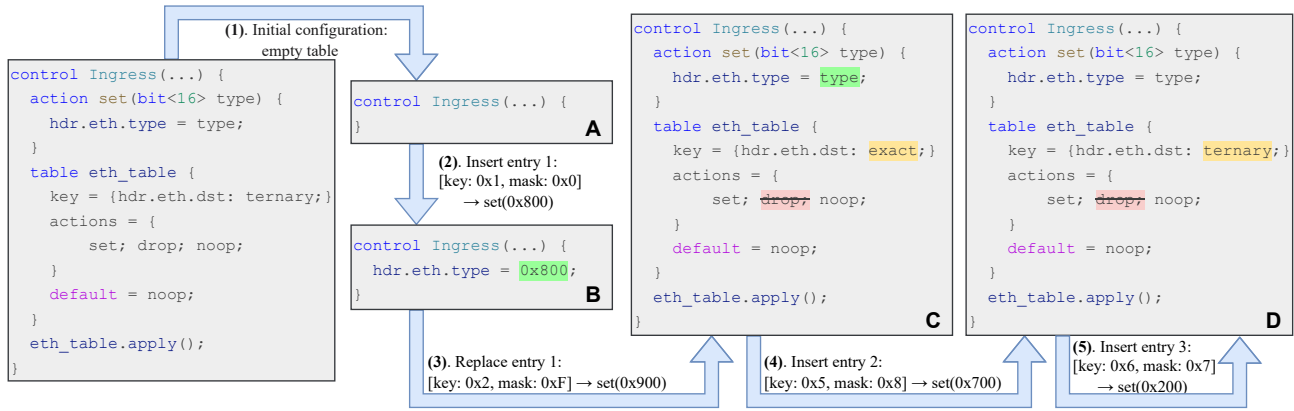 (1). Initial configuration:
empty table
control Ingress(...) {
action set(bit<16> type) {
hdr.eth.type = type;
}
table eth_table {
key = {hdr.eth.dst: ternary;}
actions = {
set; drop; noop;
}
default = noop;
}
eth_table.apply();
}
control Ingress(...) {
}
A
(2). Insert entry 1:
[key: 0x1, mask: 0x0]
→ set(0x800)
control Ingress(...) {
hdr.eth.type = 0x800;
}
B
(3). Replace entry 1:
[key: 0x2, mask: 0xF] → set(0x900)
control Ingress(...) {
action set(bit<16> type) {
hdr.eth.type = type;
}
table eth_table {
key = {hdr.eth.dst: exact;}
actions = {
set; drop; noop;
}
default = noop;
}
eth_table.apply();
}
C
(4). Insert entry 2:
[key: 0x5, mask: 0x8] → set(0x700)
control Ingress(...) {
action set(bit<16> type) {
hdr.eth.type = type;
}
table eth_table {
key = {hdr.eth.dst: ternary;}
actions = {
set; drop; noop;
}
default = noop;
}
eth_table.apply();
}
D
(5). Insert entry 3:
[key: 0x6, mask: 0x7]
→ set(0x200)